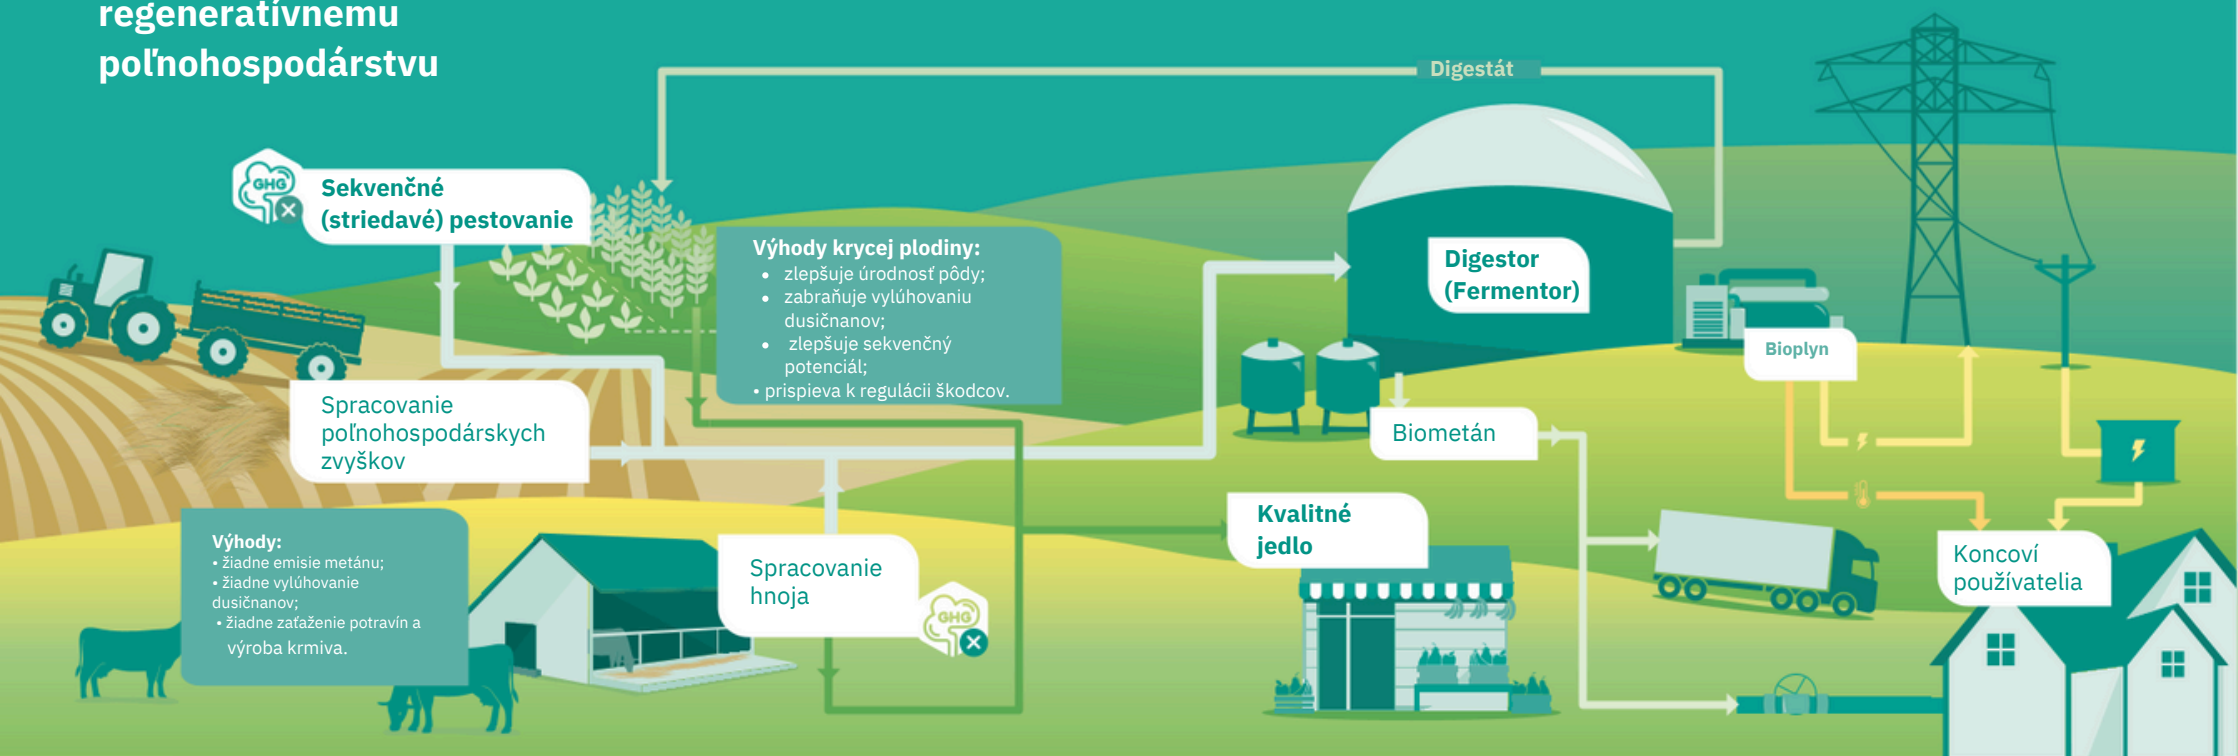 regeneratívnemu
poľnohospodárstvu
Digestát
GHG
Sekvenčné
(striedavé) pestovanie
Výhody krycej plodiny:
• zlepšuje úrodnosť pôdy;
• zabraňuje vylúhovaniu
dusičnanov;
• zlepšuje sekvenčný
potenciál;
• prispieva k regulácii škodcov.
Digestor
(Fermentor)
Bioplyn
Spracovanie
poľnohospodárskych
zvyškov
Biometán
Kvalitné
jedlo
Výhody:
• žiadne emisie metánu;
• žiadne vylúhovanie
dusičnanov;
• žiadne zaťaženie potravín a
výroba krmiva.
Spracovanie
hnoja
GHG
Koncoví
používatelia